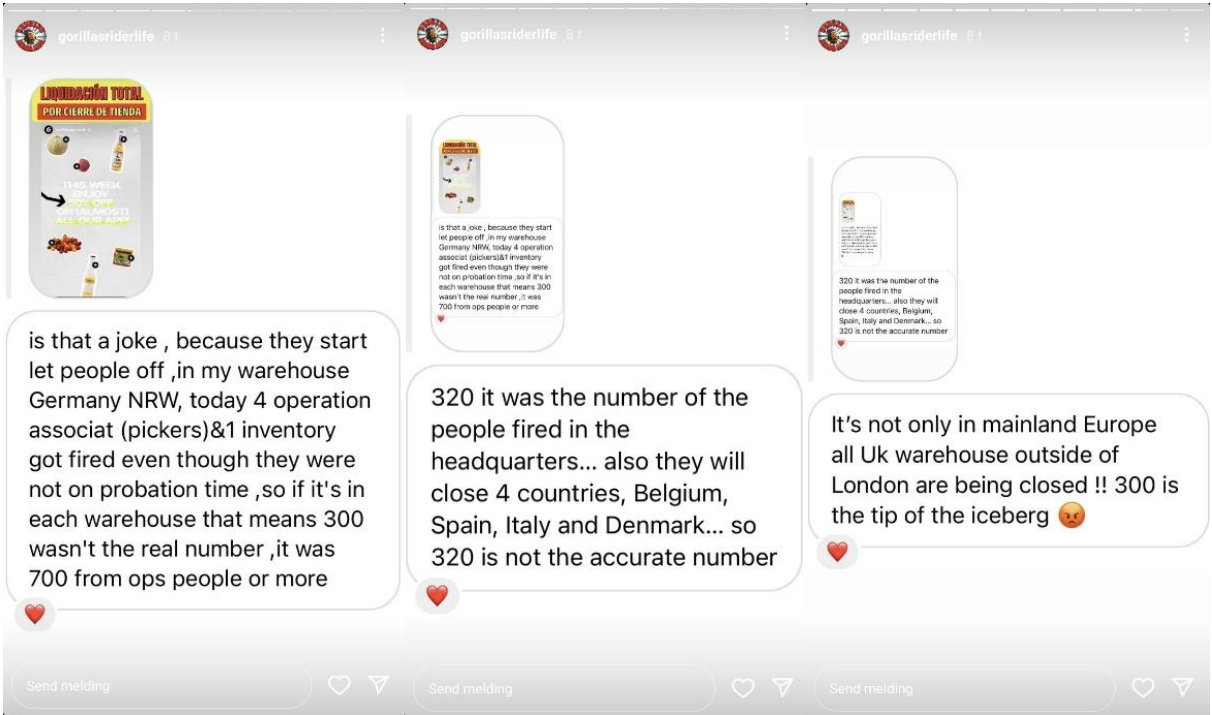 gorillasriderlife 8 t
LIQUIDACIÓN TOTAL
POR CIERRE DE TIENDA
THIS WEEK,
ENJOY
50% OFF
ON (ALMOST)
ALL OUR APP!
is that a joke , because they start
let people off ,in my warehouse
Germany NRW, today 4 operation
associat (pickers)&1 inventory
got fired even though they were
not on probation time ,so if it's in
each warehouse that means 300
wasn't the real number ,it was
700 from ops people or more
Send melding
gorillasriderlife 8 t
LIQUIDACIÓN TOTAL
is that a joke , because they start
let people off ,in my warehouse
Germany NRW, today 4 operation
associat (pickers)&1 inventory
got fired even though they were
not on probation time ,so if it's in
each warehouse that means 300
wasn't the real number ,it was
700 from ops people or more
320 it was the number of the
people fired in the
headquarters... also they will
close 4 countries, Belgium,
Spain, Italy and Denmark... so
320 is not the accurate number
Send melding
gorillasriderlife 8 t
320 it was the number of the
people fired in the
headquarters... also they will
close 4 countries, Belgium,
Spain, Italy and Denmark... so
320 is not the accurate number
It's not only in mainland Europe
all Uk warehouse outside of
London are being closed !! 300 is
the tip of the iceberg 😡
Send melding